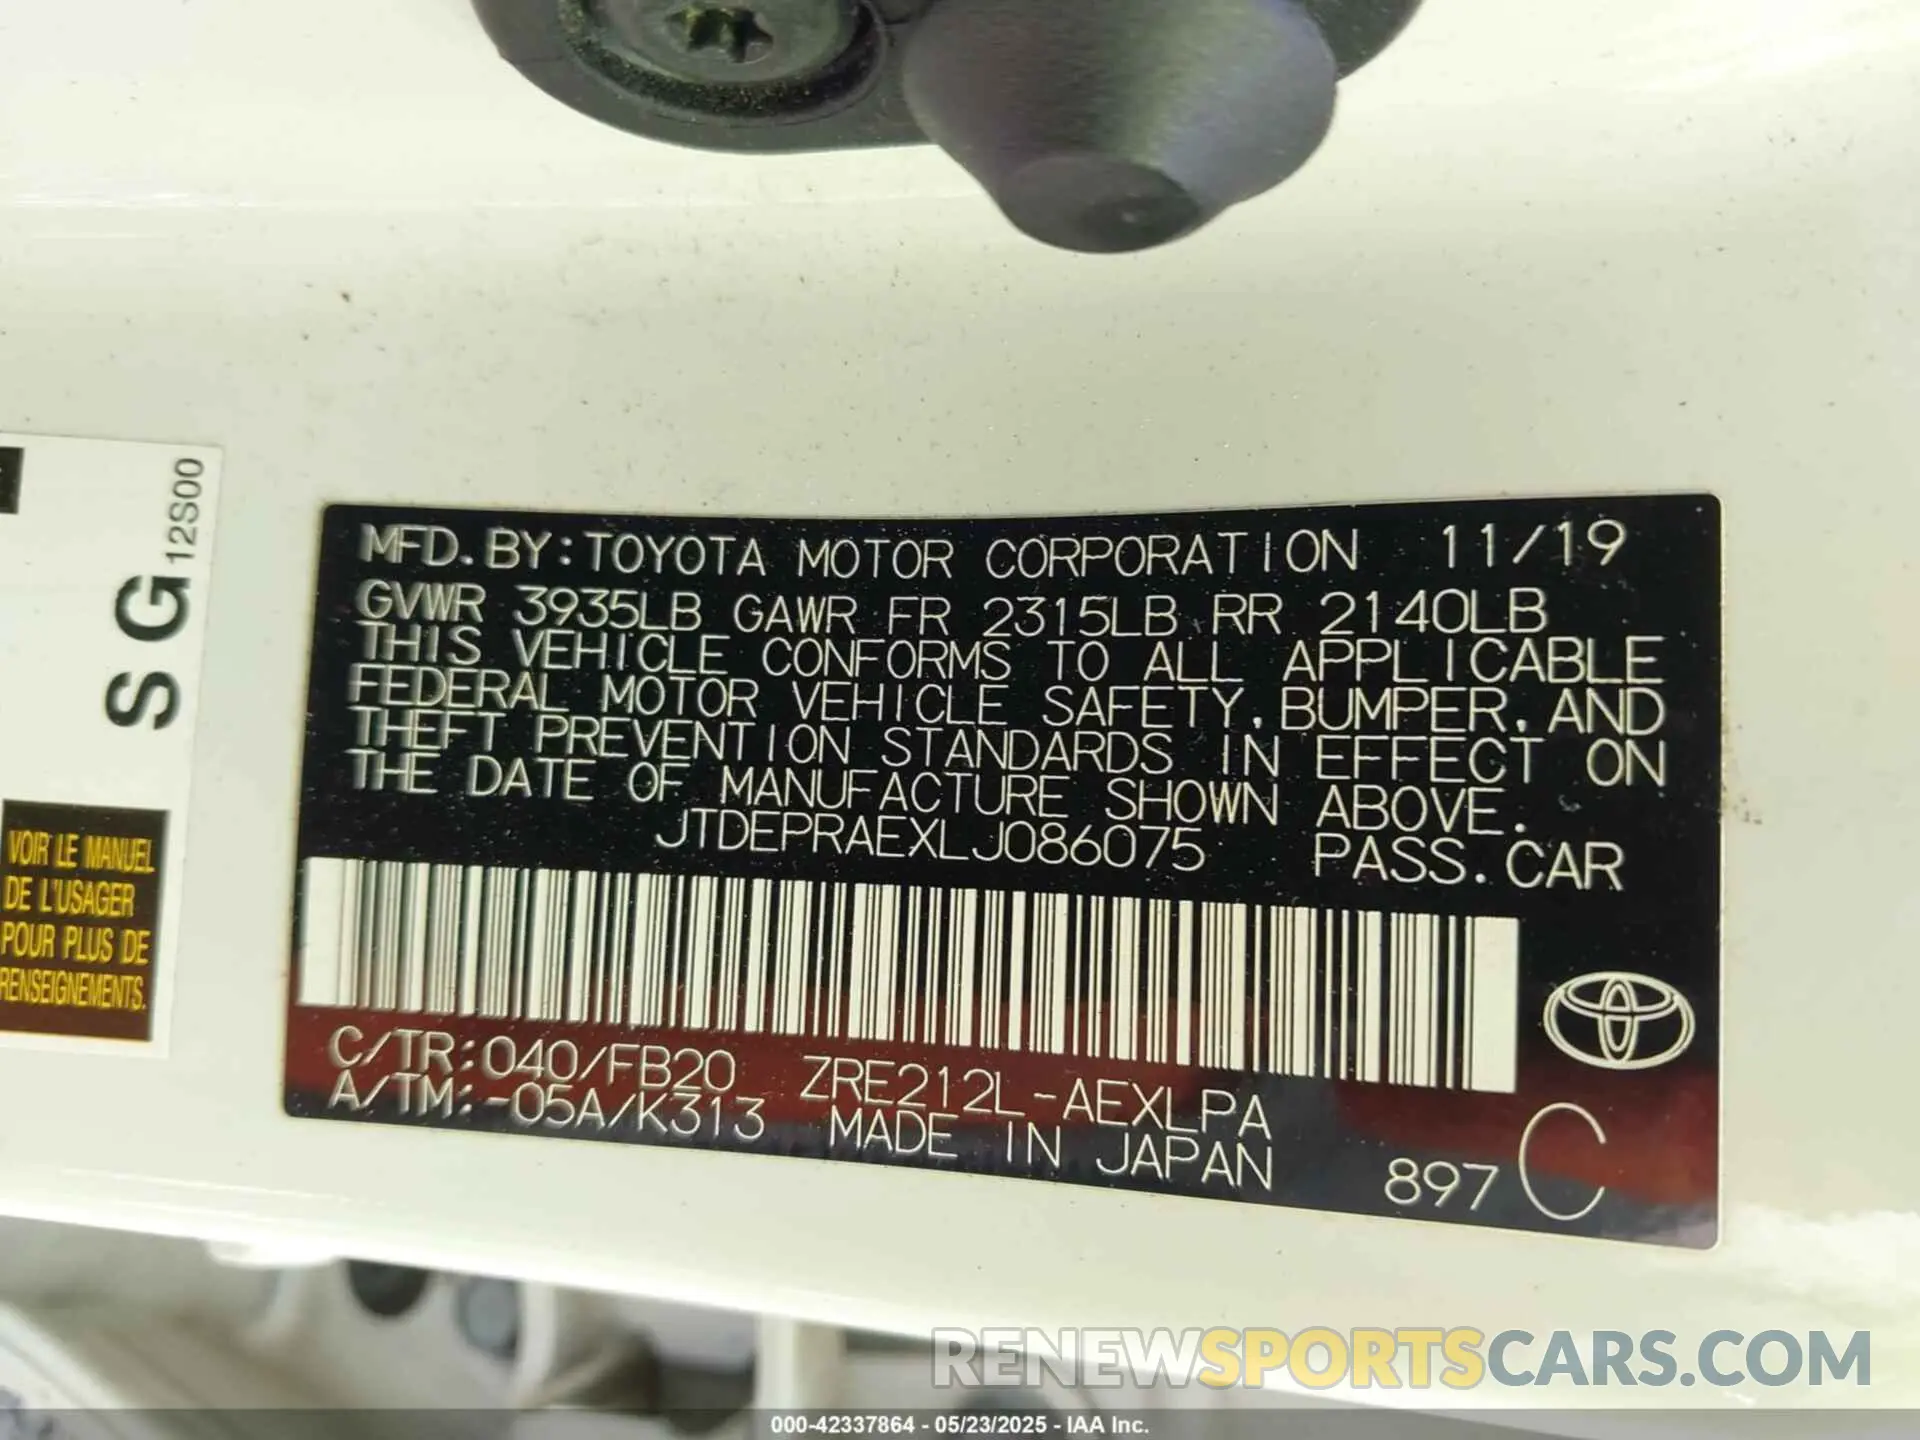 12S00
S G
VOIR LE MANUEL
DE L'USAGER
POUR PLUS DE
RENSEIGNEMENTS.
MFD. BY: TOYOTA MOTOR CORPORATION 11/19
GVWR 3935LB GAWR FR 2315LB RR 2140LB
THIS VEHICLE CONFORMS TO ALL APPLICABLE
FEDERAL MOTOR VEHICLE SAFETY, BUMPER, AND
THEFT PREVENTION STANDARDS IN EFFECT ON
THE DATE OF MANUFACTURE SHOWN ABOVE.
JTDEPRAEXLJ086075 PASS. CAR
C/TR: 040/FB20 ZRE212L-AEXLPA
A/TM: -05A/K313 MADE IN JAPAN
897 C
RENEWSPORTSCARS.COM
000-42337864 - 05/23/2025 - IAA Inc.